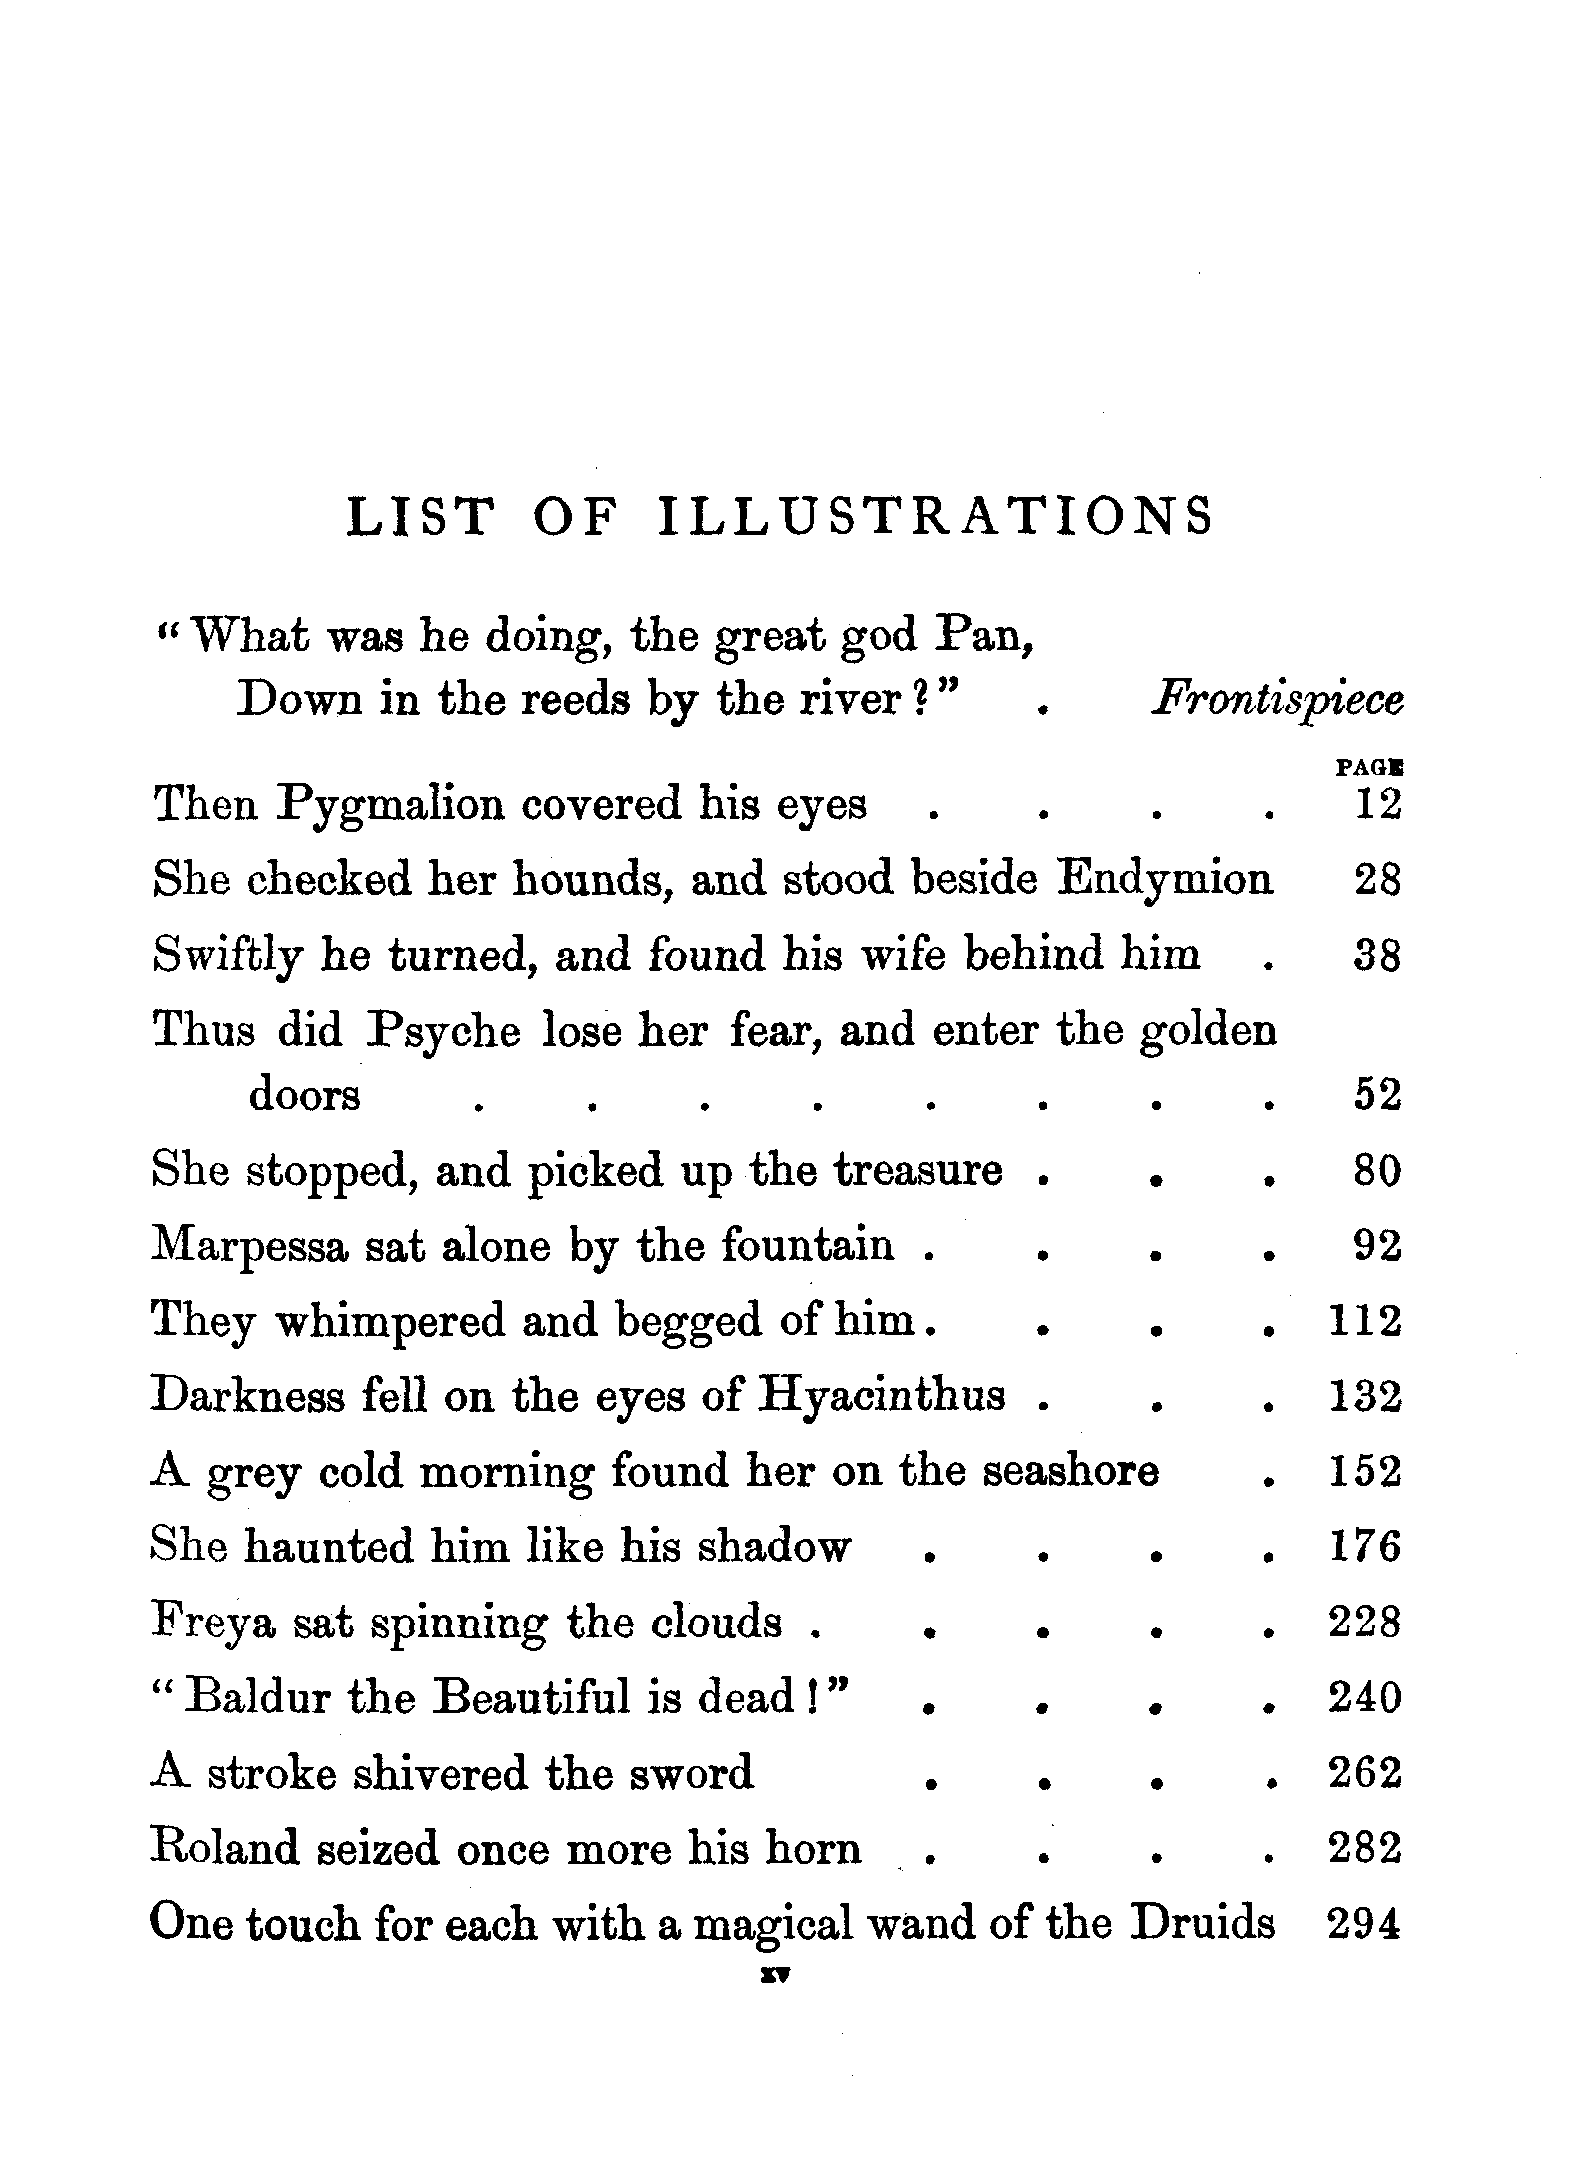 LIST OF ILLUSTRATIONS
“What was he doing, the great god Pan,
Down in the reeds by the river?” . Frontispiece
PAGE
Then Pygmalion covered his eyes . . . . 12
She checked her hounds, and stood beside Endymion 28
Swiftly he turned, and found his wife behind him . 38
Thus did Psyche lose her fear, and enter the golden
doors . . . . . . . . 52
She stopped, and picked up the treasure . . . 80
Marpessa sat alone by the fountain . . . . 92
They whimpered and begged of him . . . . 112
Darkness fell on the eyes of Hyacinthus . . . 132
A grey cold morning found her on the seashore . 152
She haunted him like his shadow . . . . 176
Freya sat spinning the clouds . . . . . 228
“Baldur the Beautiful is dead!” . . . . 240
A stroke shivered the sword . . . . 262
Roland seized once more his horn . . . . 282
One touch for each with a magical wand of the Druids 294
xv